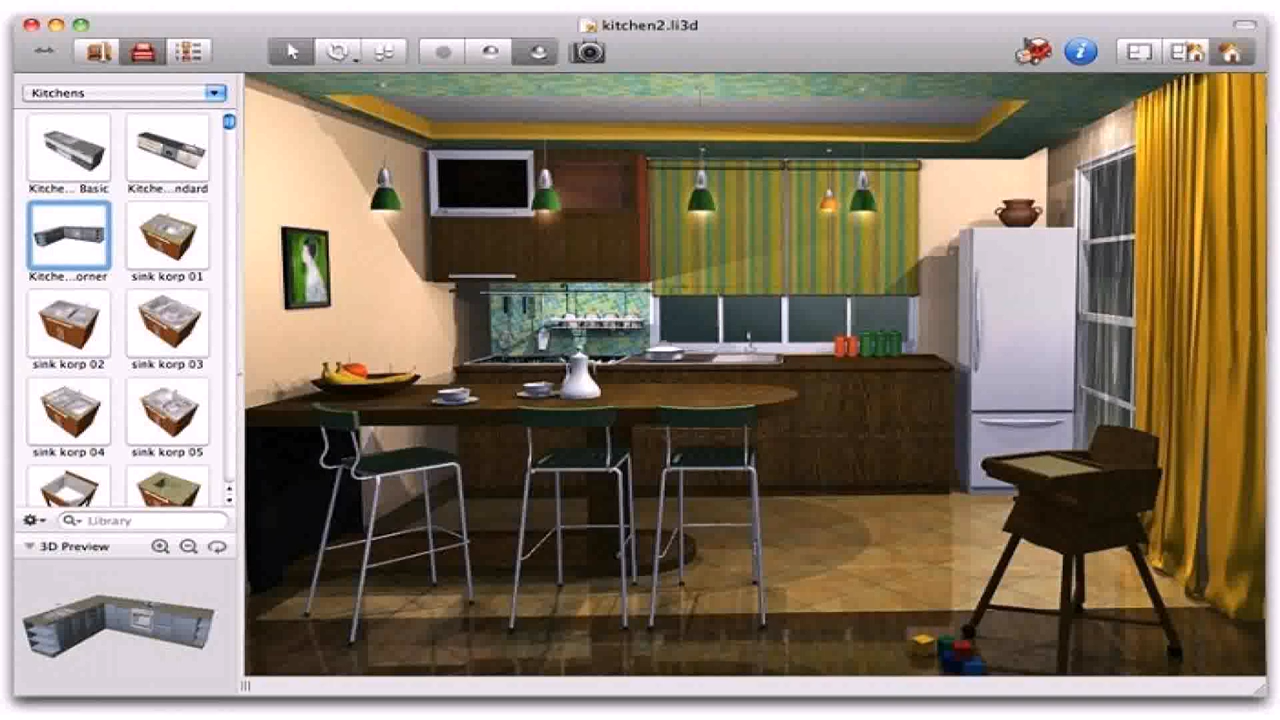 kitchen2.li3d
Kitchens
Kitche... Basic
Kitche...ndard
Kitche...orner
sink korp 01
sink korp 02
sink korp 03
sink korp 04
sink korp 05
Library
3D Preview